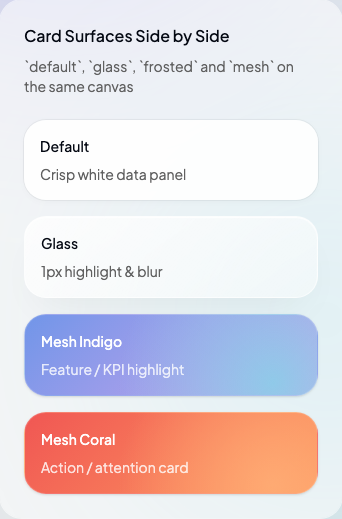 Card Surfaces Side by Side
`default`, `glass`, `frosted` and `mesh` on
the same canvas
Default
Crisp white data panel
Glass
1px highlight & blur
Mesh Indigo
Feature / KPI highlight
Mesh Coral
Action / attention card